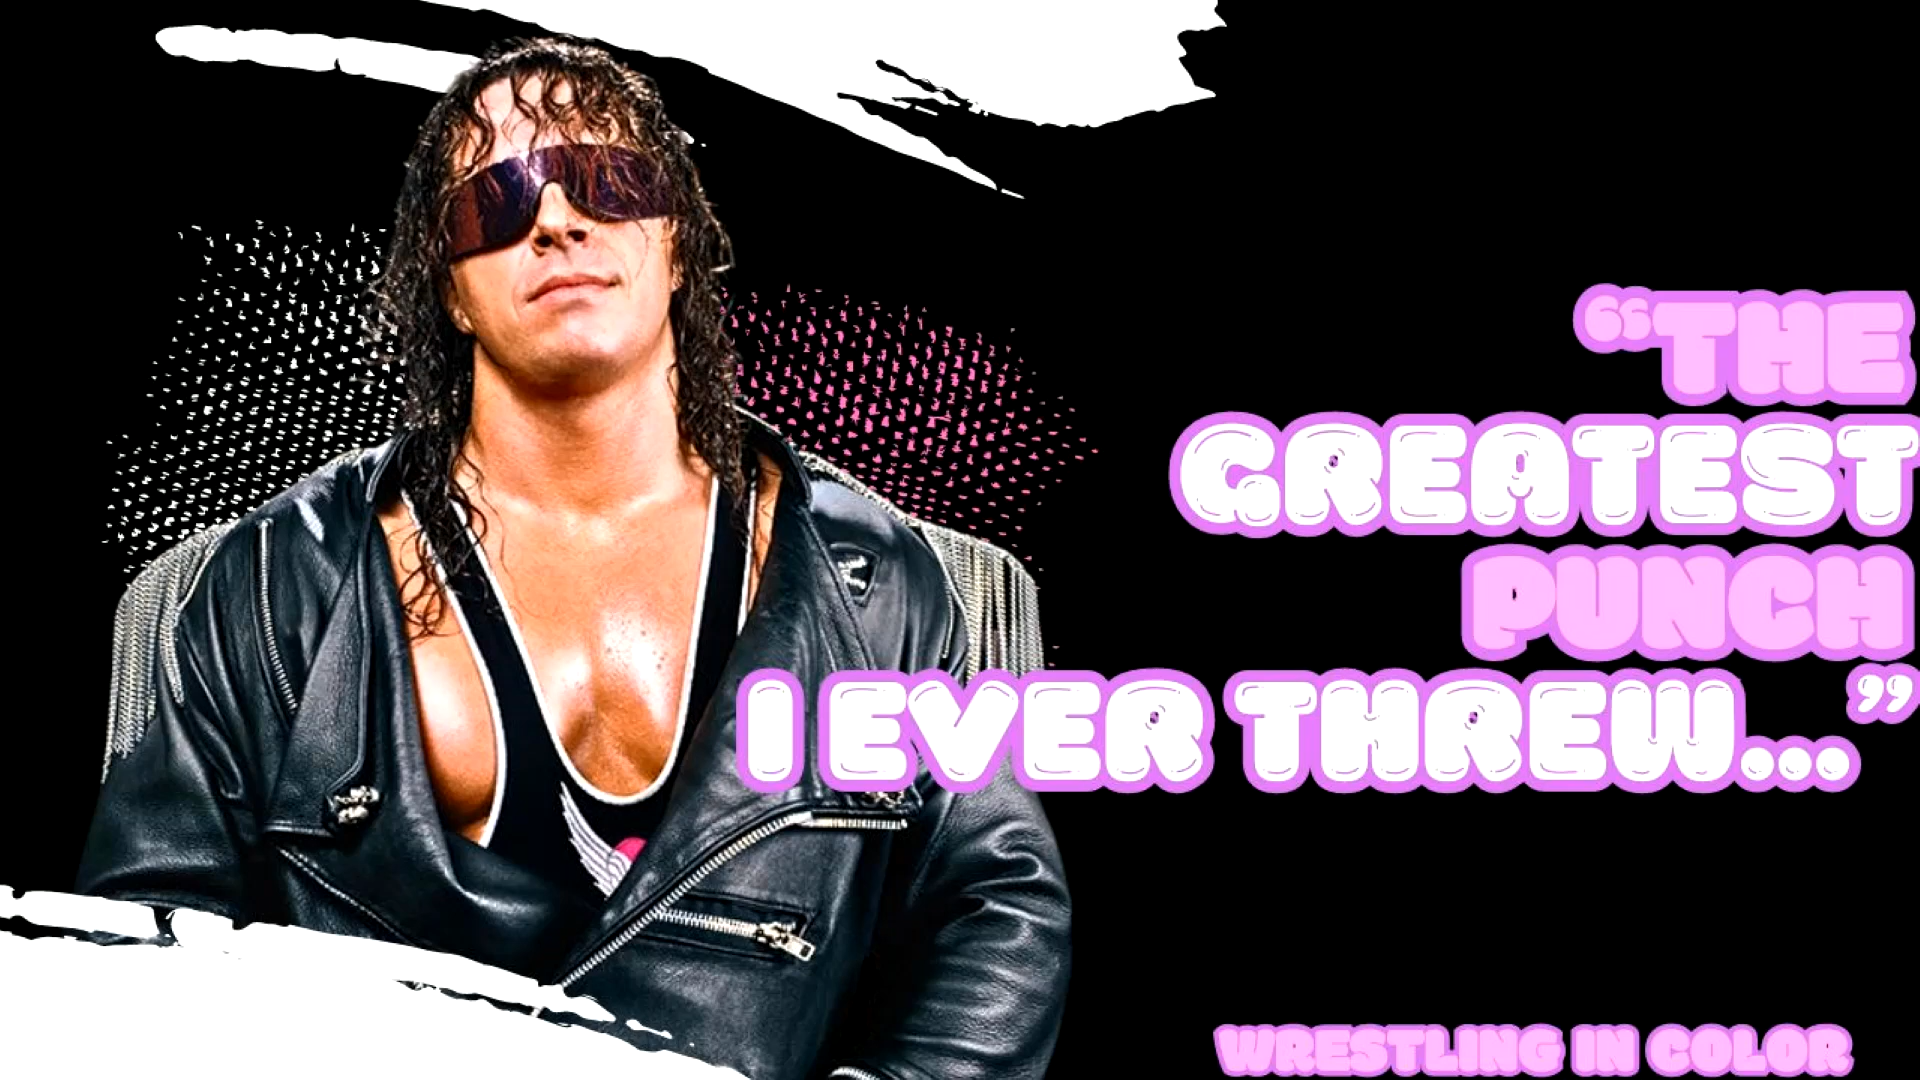 “THE
GREATEST
PUNCH
I EVER THREW...”
WRESTLING IN COLOR